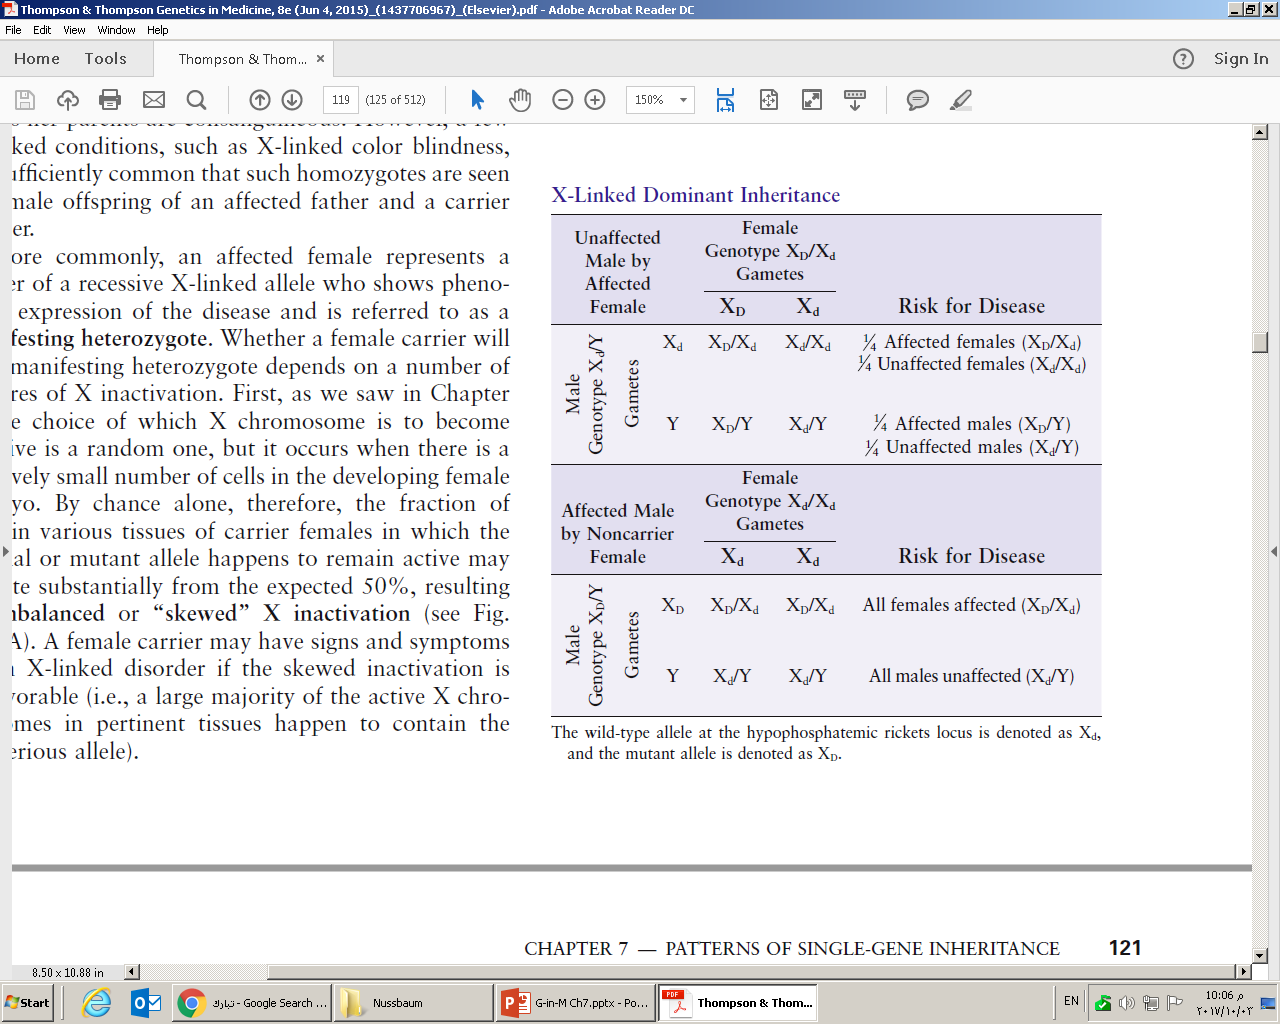 Thompson & Thompson Genetics in Medicine, 8e (Jun 4, 2015)_(1437706967)_(Elsevier).pdf - Adobe Acrobat Reader DC
File Edit View Window Help
Home Tools Thompson & Thom... × ? Sign In
119 (125 of 512) 150%
s her parents are consanguineous. However, a few
ked conditions, such as X-linked color blindness,
ufficiently common that such homozygotes are seen
male offspring of an affected father and a carrier
er.
ore commonly, an affected female represents a
er of a recessive X-linked allele who shows pheno-
expression of the disease and is referred to as a
festing heterozygote. Whether a female carrier will
manifesting heterozygote depends on a number of
res of X inactivation. First, as we saw in Chapter
e choice of which X chromosome is to become
ive is a random one, but it occurs when there is a
vely small number of cells in the developing female
yo. By chance alone, therefore, the fraction of
in various tissues of carrier females in which the
al or mutant allele happens to remain active may
te substantially from the expected 50%, resulting
nbalanced or “skewed” X inactivation (see Fig.
A). A female carrier may have signs and symptoms
n X-linked disorder if the skewed inactivation is
vorable (i.e., a large majority of the active X chro-
omes in pertinent tissues happen to contain the
erious allele).
X-Linked Dominant Inheritance
Unaffected
Male by
Affected
Female
Female
Genotype XD/Xd
Gametes
XD Xd Risk for Disease
Male
Genotype Xd/Y
Gametes
Xd XD/Xd Xd/Xd ¼ Affected females (XD/Xd)
¼ Unaffected females (Xd/Xd)
Y XD/Y Xd/Y ¼ Affected males (XD/Y)
¼ Unaffected males (Xd/Y)
Affected Male
by Noncarrier
Female
Female
Genotype Xd/Xd
Gametes
Xd Xd Risk for Disease
Male
Genotype XD/Y
Gametes
XD XD/Xd XD/Xd All females affected (XD/Xd)
Y Xd/Y Xd/Y All males unaffected (Xd/Y)
The wild-type allele at the hypophosphatemic rickets locus is denoted as Xd,
and the mutant allele is denoted as XD.
CHAPTER 7 — PATTERNS OF SINGLE-GENE INHERITANCE 121
8.50 x 10.88 in
Start تبارك - Google Search ... Nussbaum G-in-M Ch7.pptx - Po... Thompson & Thom... EN 10:06 م
٢٠١٧/١٠/٠٣